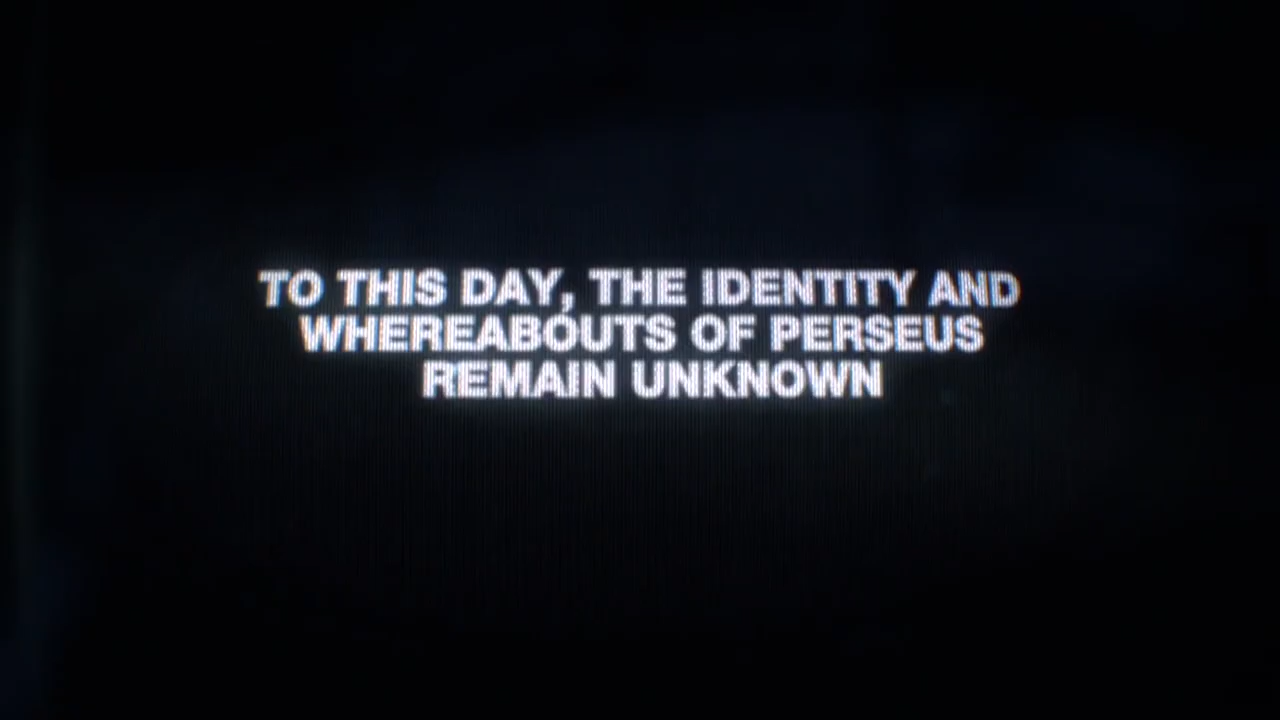 TO THIS DAY, THE IDENTITY AND
WHEREABOUTS OF PERSEUS
REMAIN UNKNOWN